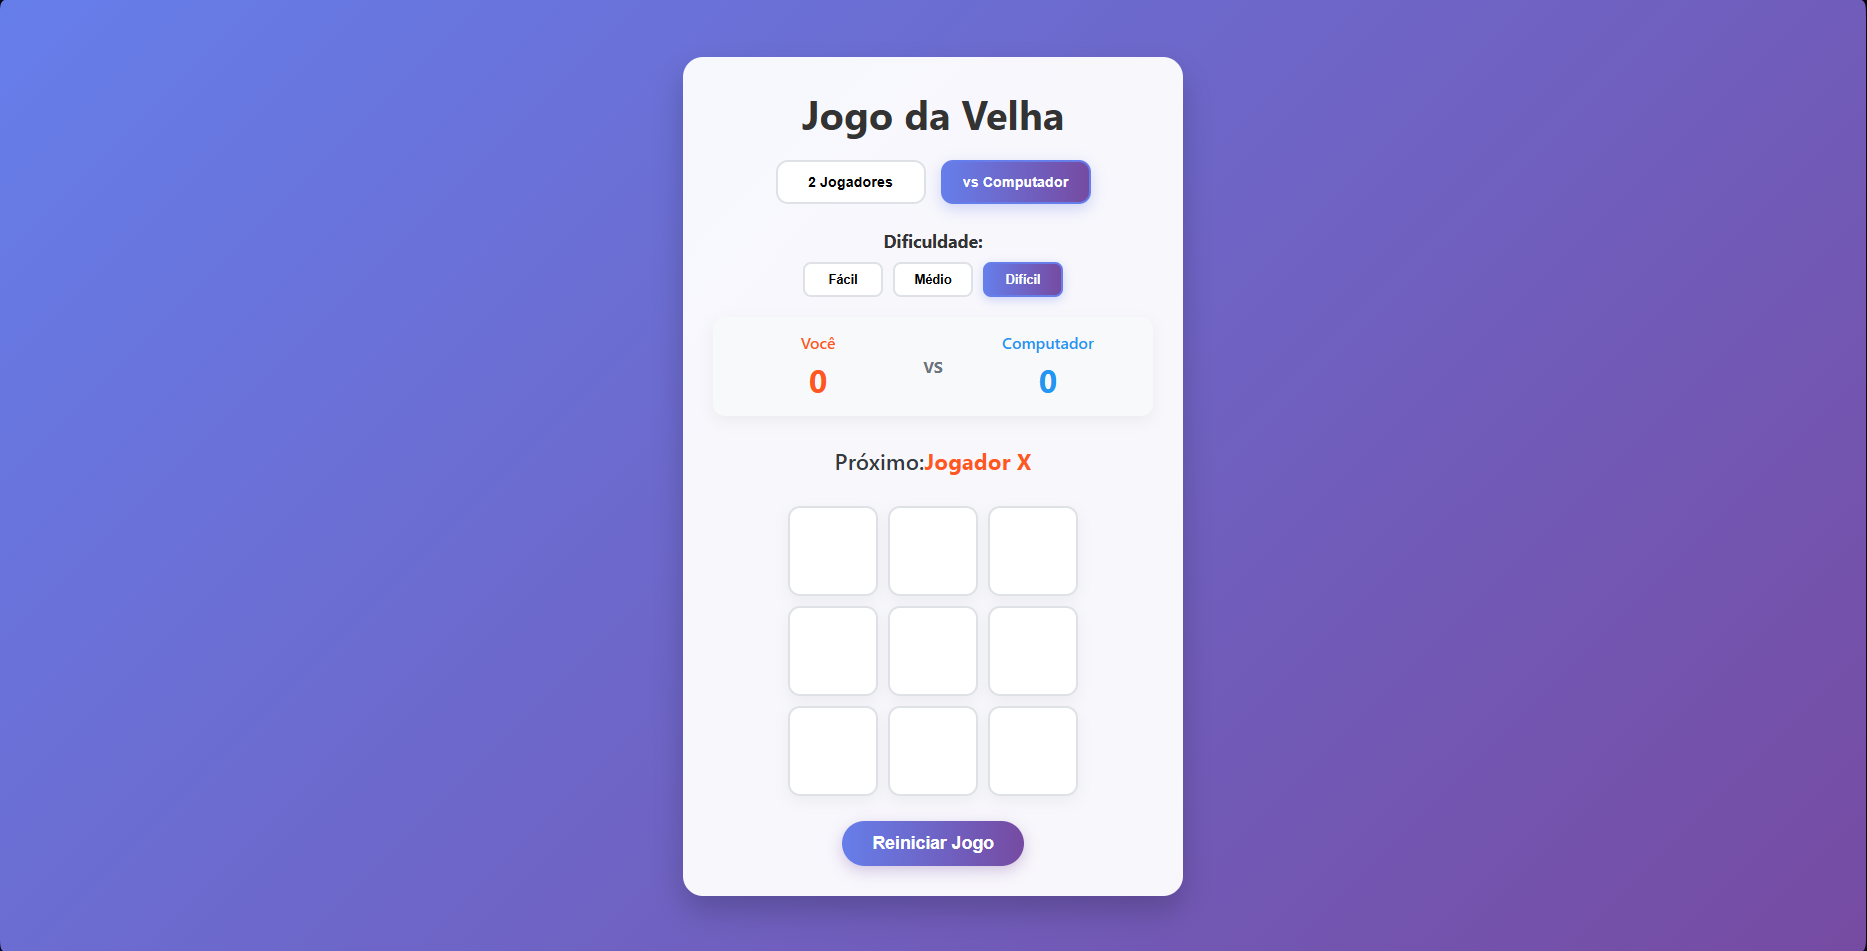 Jogo da Velha
2 Jogadores
vs Computador
Dificuldade:
Fácil
Médio
Difícil
Você
0
VS
Computador
0
Próximo:Jogador X
Reiniciar Jogo